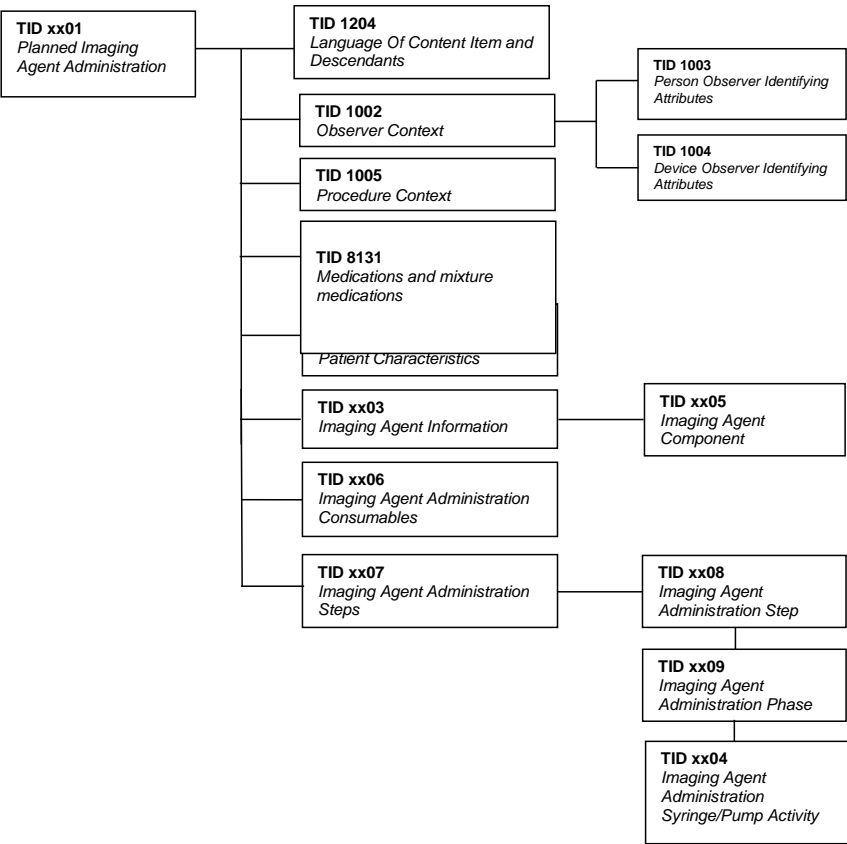 TID xx01
Planned Imaging
Agent Administration
TID 1204
Language Of Content Item and
Descendants
TID 1002
Observer Context
TID 1003
Person Observer Identifying
Attributes
TID 1004
Device Observer Identifying
Attributes
TID 1005
Procedure Context
TID 8131
Medications and mixture
medications
Patient Characteristics
TID xx03
Imaging Agent Information
TID xx05
Imaging Agent
Component
TID xx06
Imaging Agent Administration
Consumables
TID xx07
Imaging Agent Administration
Steps
TID xx08
Imaging Agent
Administration Step
TID xx09
Imaging Agent
Administration Phase
TID xx04
Imaging Agent
Administration
Syringe/Pump Activity